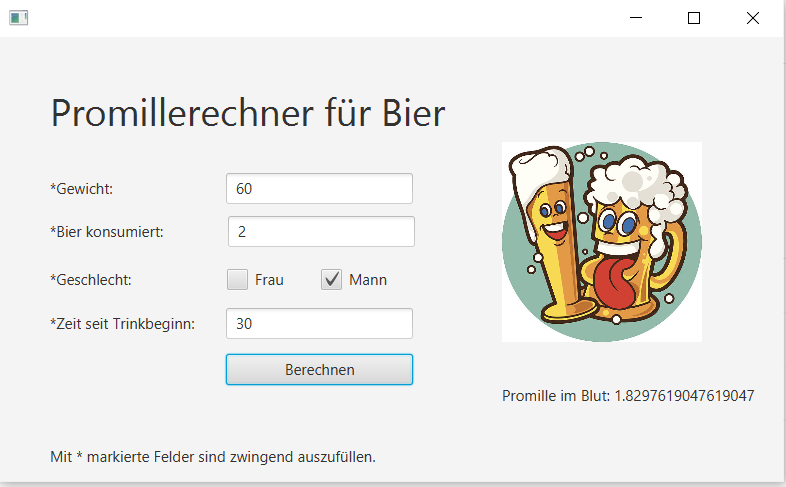 Promillerechner für Bier
*Gewicht:
60
*Bier konsumiert:
2
*Geschlecht:
Frau
Mann
*Zeit seit Trinkbeginn:
30
Berechnen
Promille im Blut: 1.8297619047619047
Mit * markierte Felder sind zwingend auszufüllen.